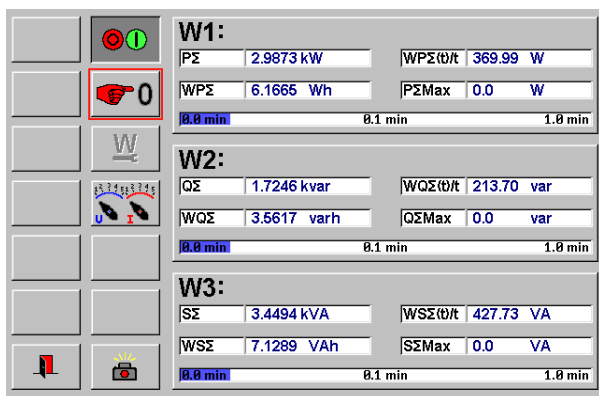 W1:
PΣ 2.9873 kW WPΣ(t)/t 369.99 W
0
WPΣ 6.1665 Wh PΣMax 0.0 W
0.0 min 0.1 min 1.0 min
W
W2:
QΣ 1.7246 kvar WQΣ(t)/t 213.70 var
U I
WQΣ 3.5617 varh QΣMax 0.0 var
0.0 min 0.1 min 1.0 min
W3:
SΣ 3.4494 kVA WSΣ(t)/t 427.73 VA
WSΣ 7.1289 VAh SΣMax 0.0 VA
0.0 min 0.1 min 1.0 min